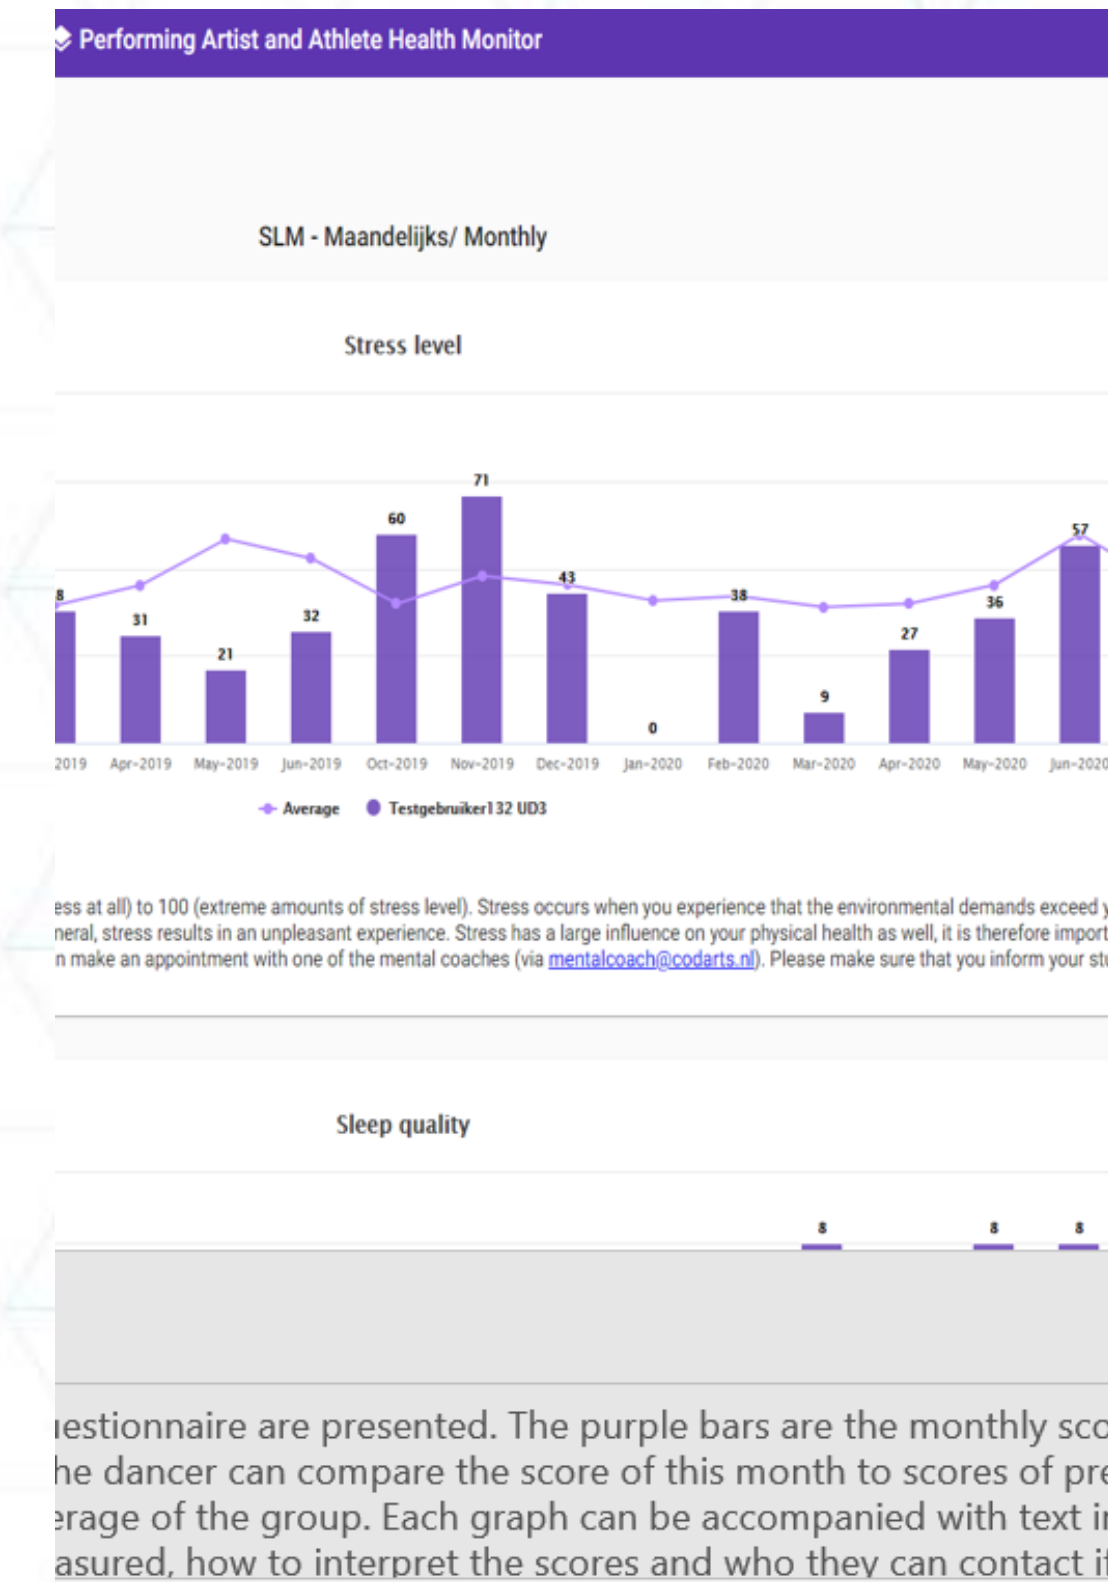 Performing Artist and Athlete Health Monitor
SLM - Maandelijks/ Monthly
Stress level
71
60
57
43
8
38
36
31
32
27
21
9
0
2019 Apr-2019 May-2019 Jun-2019 Oct-2019 Nov-2019 Dec-2019 Jan-2020 Feb-2020 Mar-2020 Apr-2020 May-2020 Jun-2020
Average Testgebruiker132 UD3
ess at all) to 100 (extreme amounts of stress level). Stress occurs when you experience that the environmental demands exceed y
neral, stress results in an unpleasant experience. Stress has a large influence on your physical health as well, it is therefore import
n make an appointment with one of the mental coaches (via mentalcoach@codarts.nl). Please make sure that you inform your stu
Sleep quality
8 8 8
uestionnaire are presented. The purple bars are the monthly sco
he dancer can compare the score of this month to scores of pre
erage of the group. Each graph can be accompanied with text in
asured, how to interpret the scores and who they can contact if